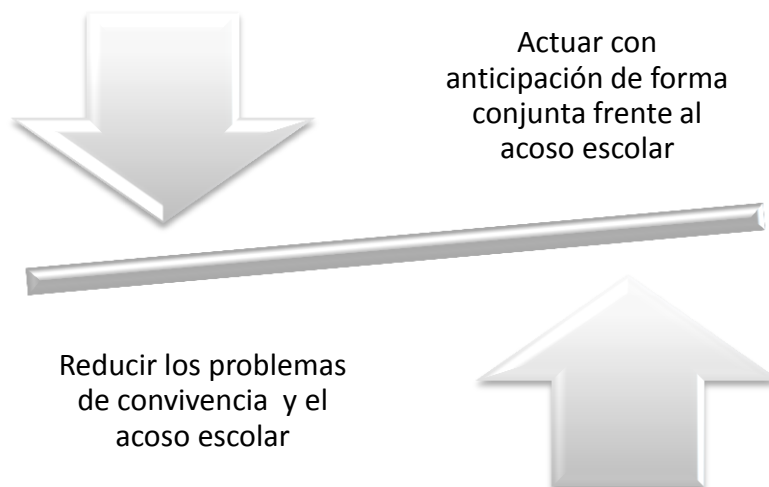 Actuar con
anticipación de forma
conjunta frente al
acoso escolar
Reducir los problemas
de convivencia y el
acoso escolar